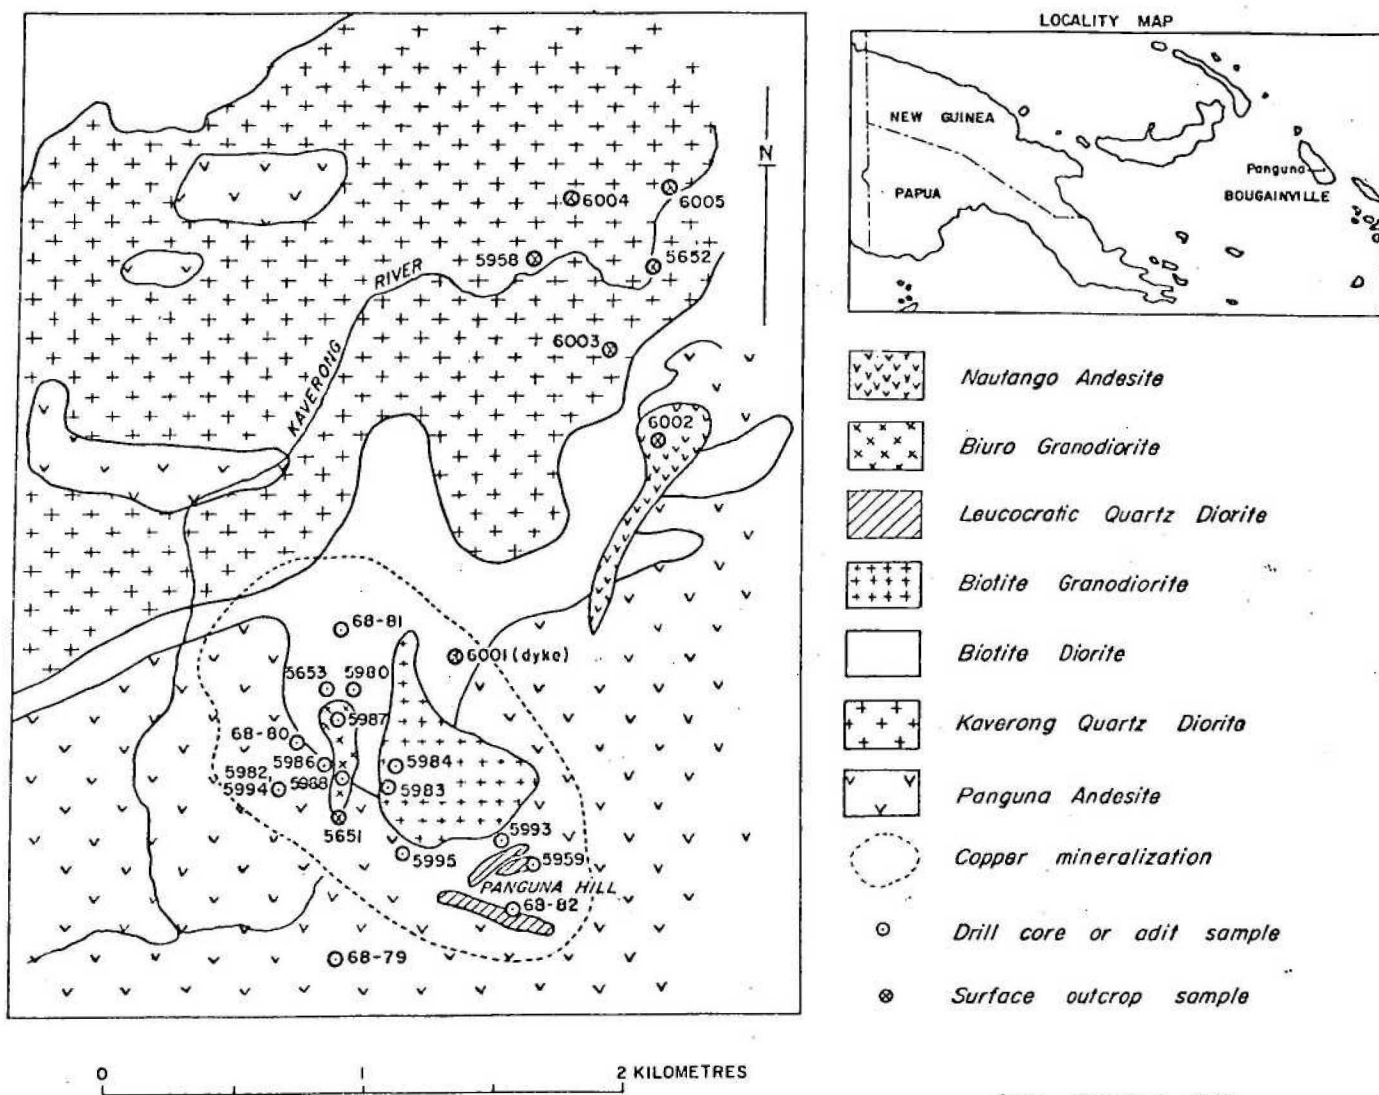 LOCALITY MAP
NEW GUINEA
PAPUA
Panguna
BOUGAINVILLE
N
6004
6005
5958
5652
RIVER
KAVERONG
6003
6002
68-81
6001 (dyke)
5653
5980
5987
68-80
5986
5984
5982,
5994
5988
5983
5651
5993
5995
5959
PANGUNA HILL
68-82
68-79
Nautango Andesite
Biuro Granodiorite
Leucocratic Quartz Diorite
Biotite Granodiorite
Biotite Diorite
Kaverong Quartz Diorite
Panguna Andesite
Copper mineralization
Drill core or adit sample
Surface outcrop sample
0 1 2 KILOMETRES